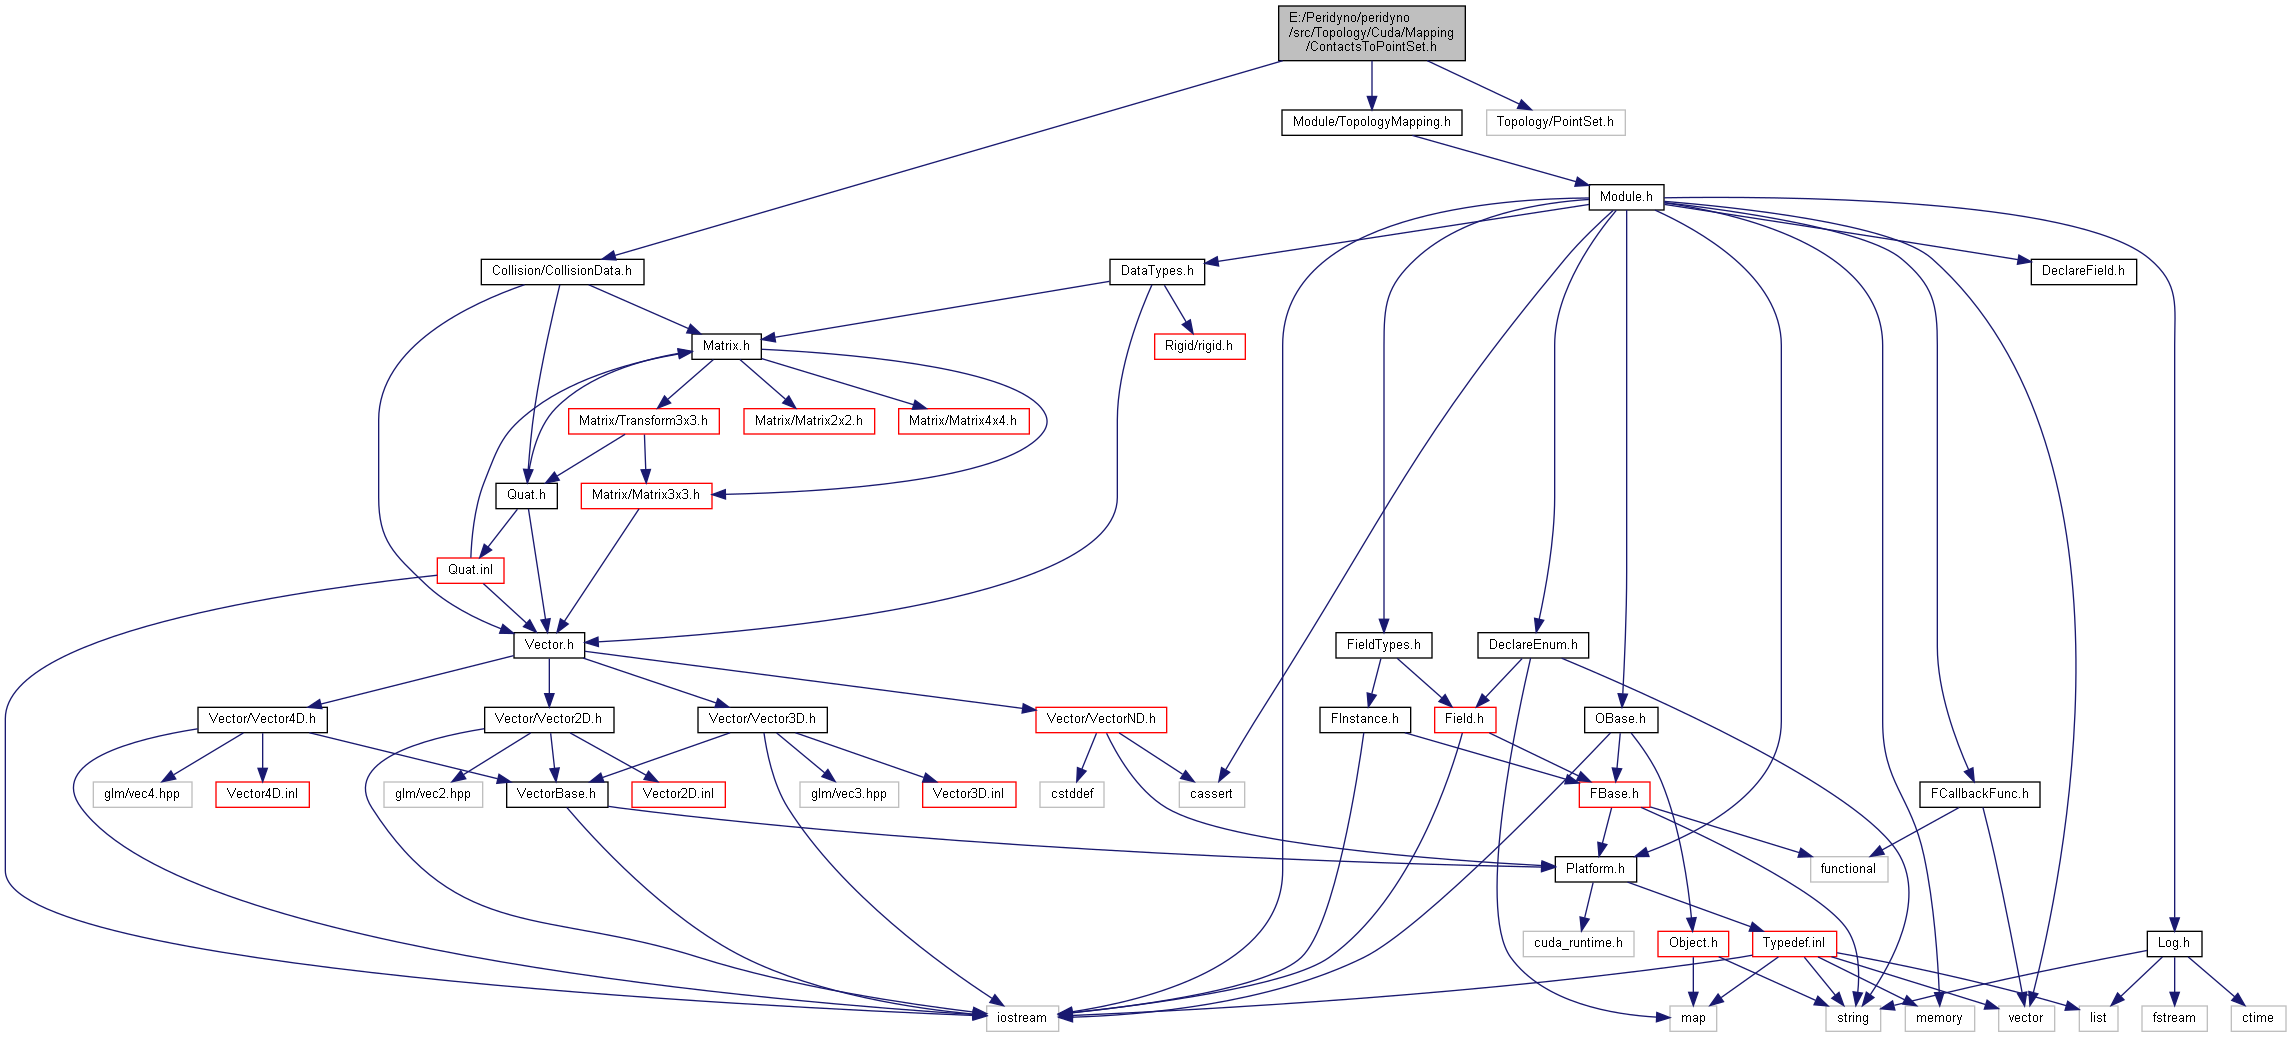 E:/Peridyno/peridyno
/src/Topology/Cuda/Mapping
/ContactsToPointSet.h
Module/TopologyMapping.h
Topology/PointSet.h
Module.h
Collision/CollisionData.h
DataTypes.h
DeclareField.h
Matrix.h
Rigid/rigid.h
Matrix/Transform3x3.h
Matrix/Matrix2x2.h
Matrix/Matrix4x4.h
Quat.h
Matrix/Matrix3x3.h
Quat.inl
Vector.h
FieldTypes.h
DeclareEnum.h
Vector/Vector4D.h
Vector/Vector2D.h
Vector/Vector3D.h
Vector/VectorND.h
FInstance.h
Field.h
OBase.h
glm/vec4.hpp
Vector4D.inl
glm/vec2.hpp
VectorBase.h
Vector2D.inl
glm/vec3.hpp
Vector3D.inl
cstddef
cassert
FBase.h
FCallbackFunc.h
Platform.h
functional
cuda_runtime.h
Object.h
Typedef.inl
Log.h
iostream
map
string
memory
vector
list
fstream
ctime